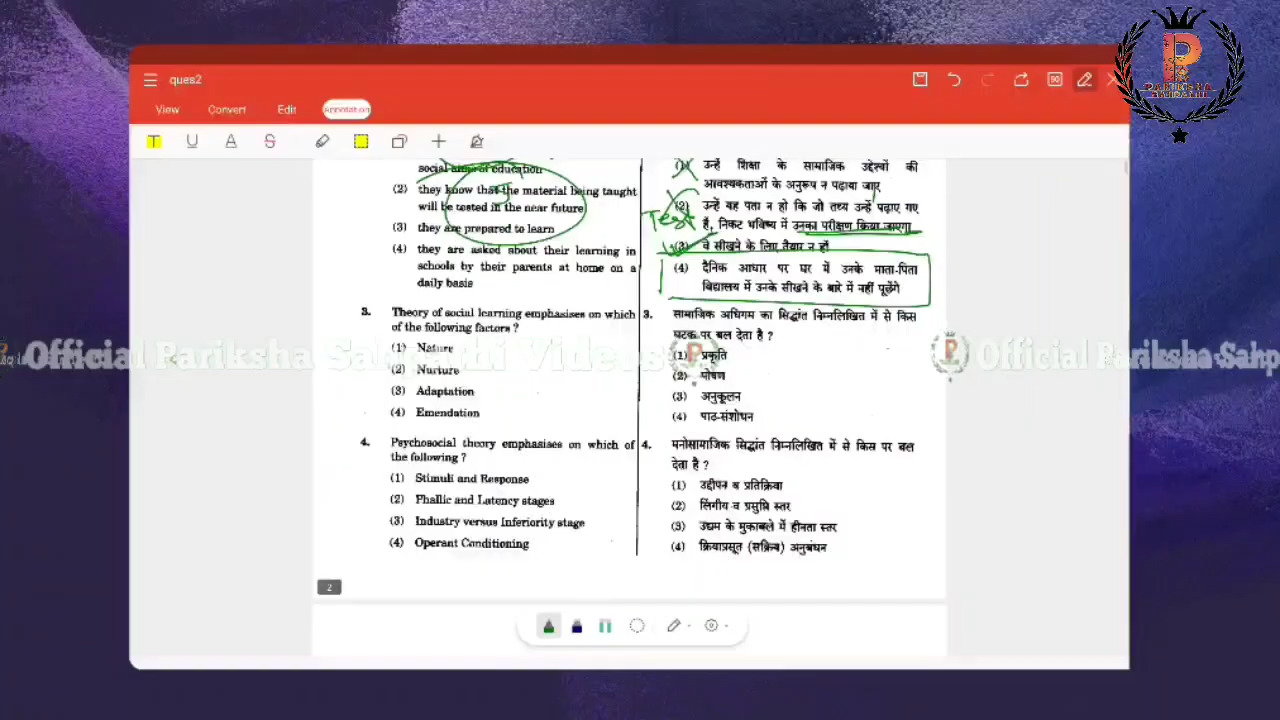 ques2
View Convert Edit Annotation
social aims of education
(2) they know that the material being taught
will be tested in the near future
(3) they are prepared to learn
(4) they are asked about their learning in
schools by their parents at home on a
daily basis
3. Theory of social learning emphasises on which
of the following factors ?
(1) Nature
(2) Nurture
(3) Adaptation
(4) Emendation
4. Psychosocial theory emphasises on which of
the following ?
(1) Stimuli and Response
(2) Phallic and Latency stages
(3) Industry versus Inferiority stage
(4) Operant Conditioning
(1) उन्हें शिक्षा के सामाजिक उद्देश्यों की
आवश्यकताओं के अनुरूप न पढ़ाया जाए
(2) उन्हें यह पता न हो कि जो तथ्य उन्हें पढ़ाए गए
Test
हैं, निकट भविष्य में उनका परीक्षण किया जाएगा
(3) वे सीखने के लिए तैयार न हों
(4) दैनिक आधार पर घर में उनके माता-पिता
विद्यालय में उनके सीखने के बारे में नहीं पूछेंगे
3. सामाजिक अधिगम का सिद्धांत निम्नलिखित में से किस
घटक पर बल देता है ?
(1) प्रकृति
(2) पोषण
(3) अनुकूलन
(4) पाठ-संशोधन
4. मनोसामाजिक सिद्धांत निम्नलिखित में से किस पर बल
देता है ?
(1) उद्दीपन व प्रतिक्रिया
(2) लिंगीय व प्रसुप्ति स्तर
(3) उद्यम के मुकाबले में हीनता स्तर
(4) क्रियाप्रसूत (सक्रिय) अनुबंधन
2
Official Pariksha Videos
Official Pariksha Sahp
P
PARIKSHA